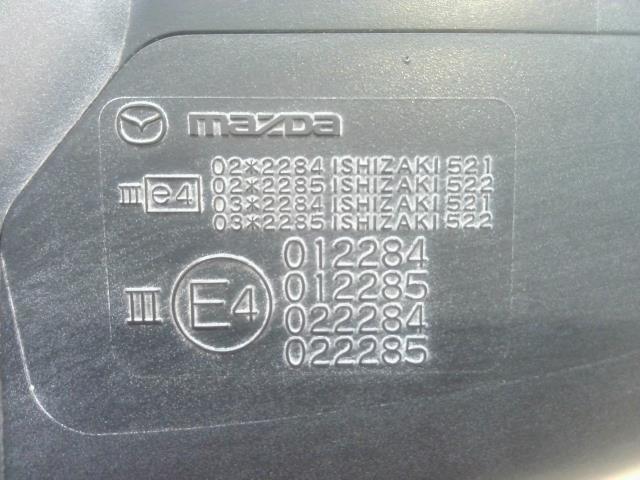 mazda
III e4 02*2284 ISHIZAKI 521
02*2285 ISHIZAKI 522
03*2284 ISHIZAKI 521
03*2285 ISHIZAKI 522
III E4 012284
012285
022284
022285